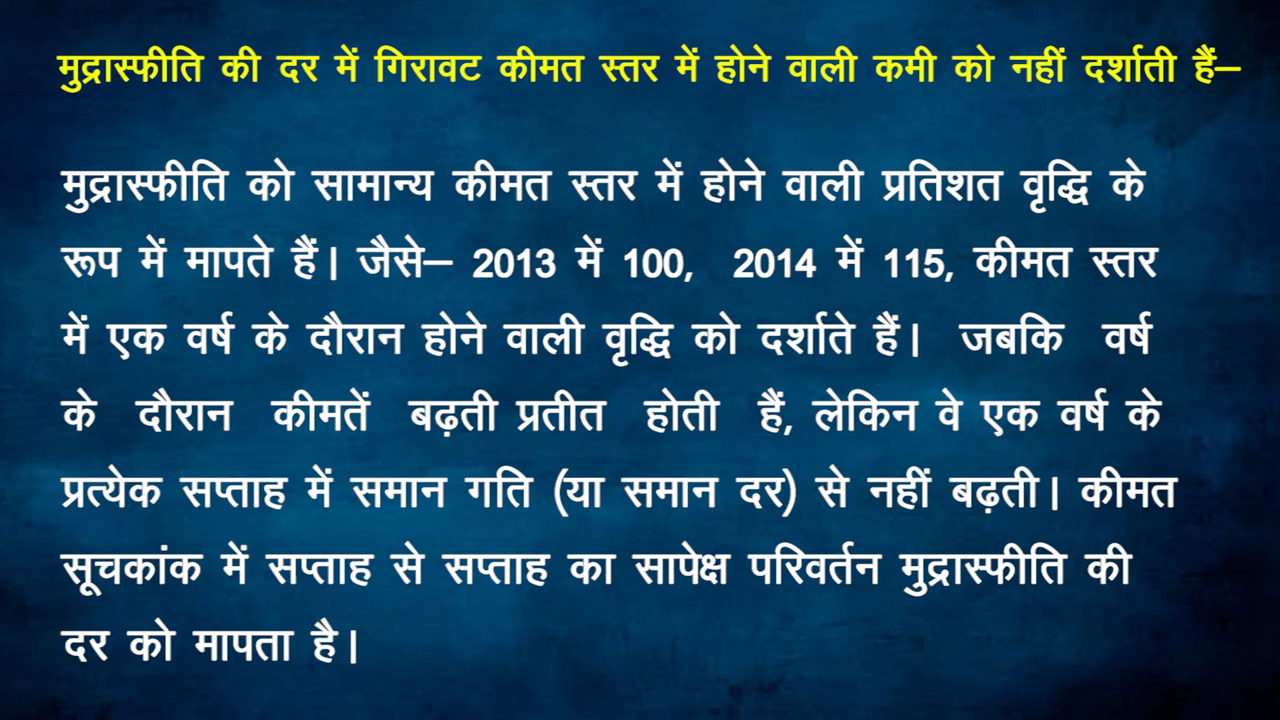 मुद्रास्फीति की दर में गिरावट कीमत स्तर में होने वाली कमी को नहीं दर्शाती हैं–
मुद्रास्फीति को सामान्य कीमत स्तर में होने वाली प्रतिशत वृद्धि के
रूप में मापते हैं। जैसे– 2013 में 100, 2014 में 115, कीमत स्तर
में एक वर्ष के दौरान होने वाली वृद्धि को दर्शाते हैं। जबकि वर्ष
के दौरान कीमतें बढ़ती प्रतीत होती हैं, लेकिन वे एक वर्ष के
प्रत्येक सप्ताह में समान गति (या समान दर) से नहीं बढ़ती। कीमत
सूचकांक में सप्ताह से सप्ताह का सापेक्ष परिवर्तन मुद्रास्फीति की
दर को मापता है।